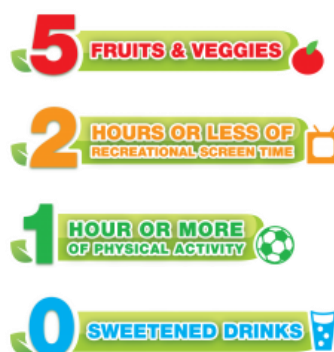 5 FRUITS & VEGGIES
2 HOURS OR LESS OF
RECREATIONAL SCREEN TIME
1 HOUR OR MORE
OF PHYSICAL ACTIVITY
0 SWEETENED DRINKS